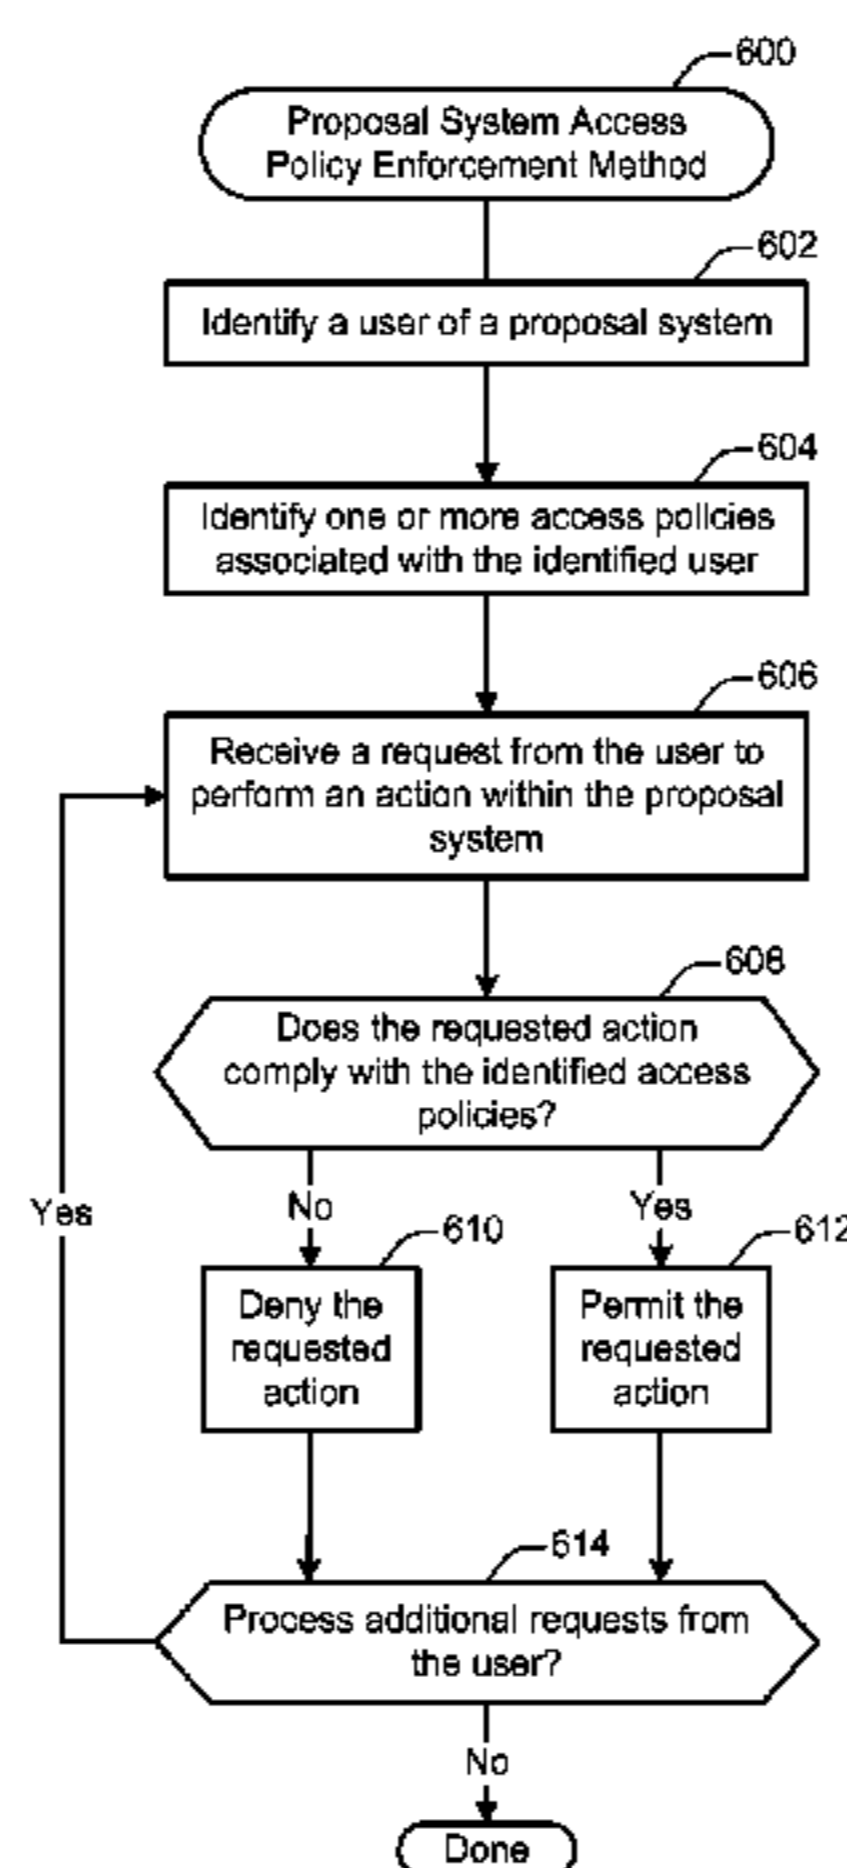 600
Proposal System Access
Policy Enforcement Method
602
Identify a user of a proposal system
604
Identify one or more access policies
associated with the identified user
606
Receive a request from the user to
perform an action within the proposal
system
608
Does the requested action
comply with the identified access
policies?
No
Yes
Yes
610
612
Deny the
requested
action
Permit the
requested
action
614
Process additional requests from
the user?
No
Done